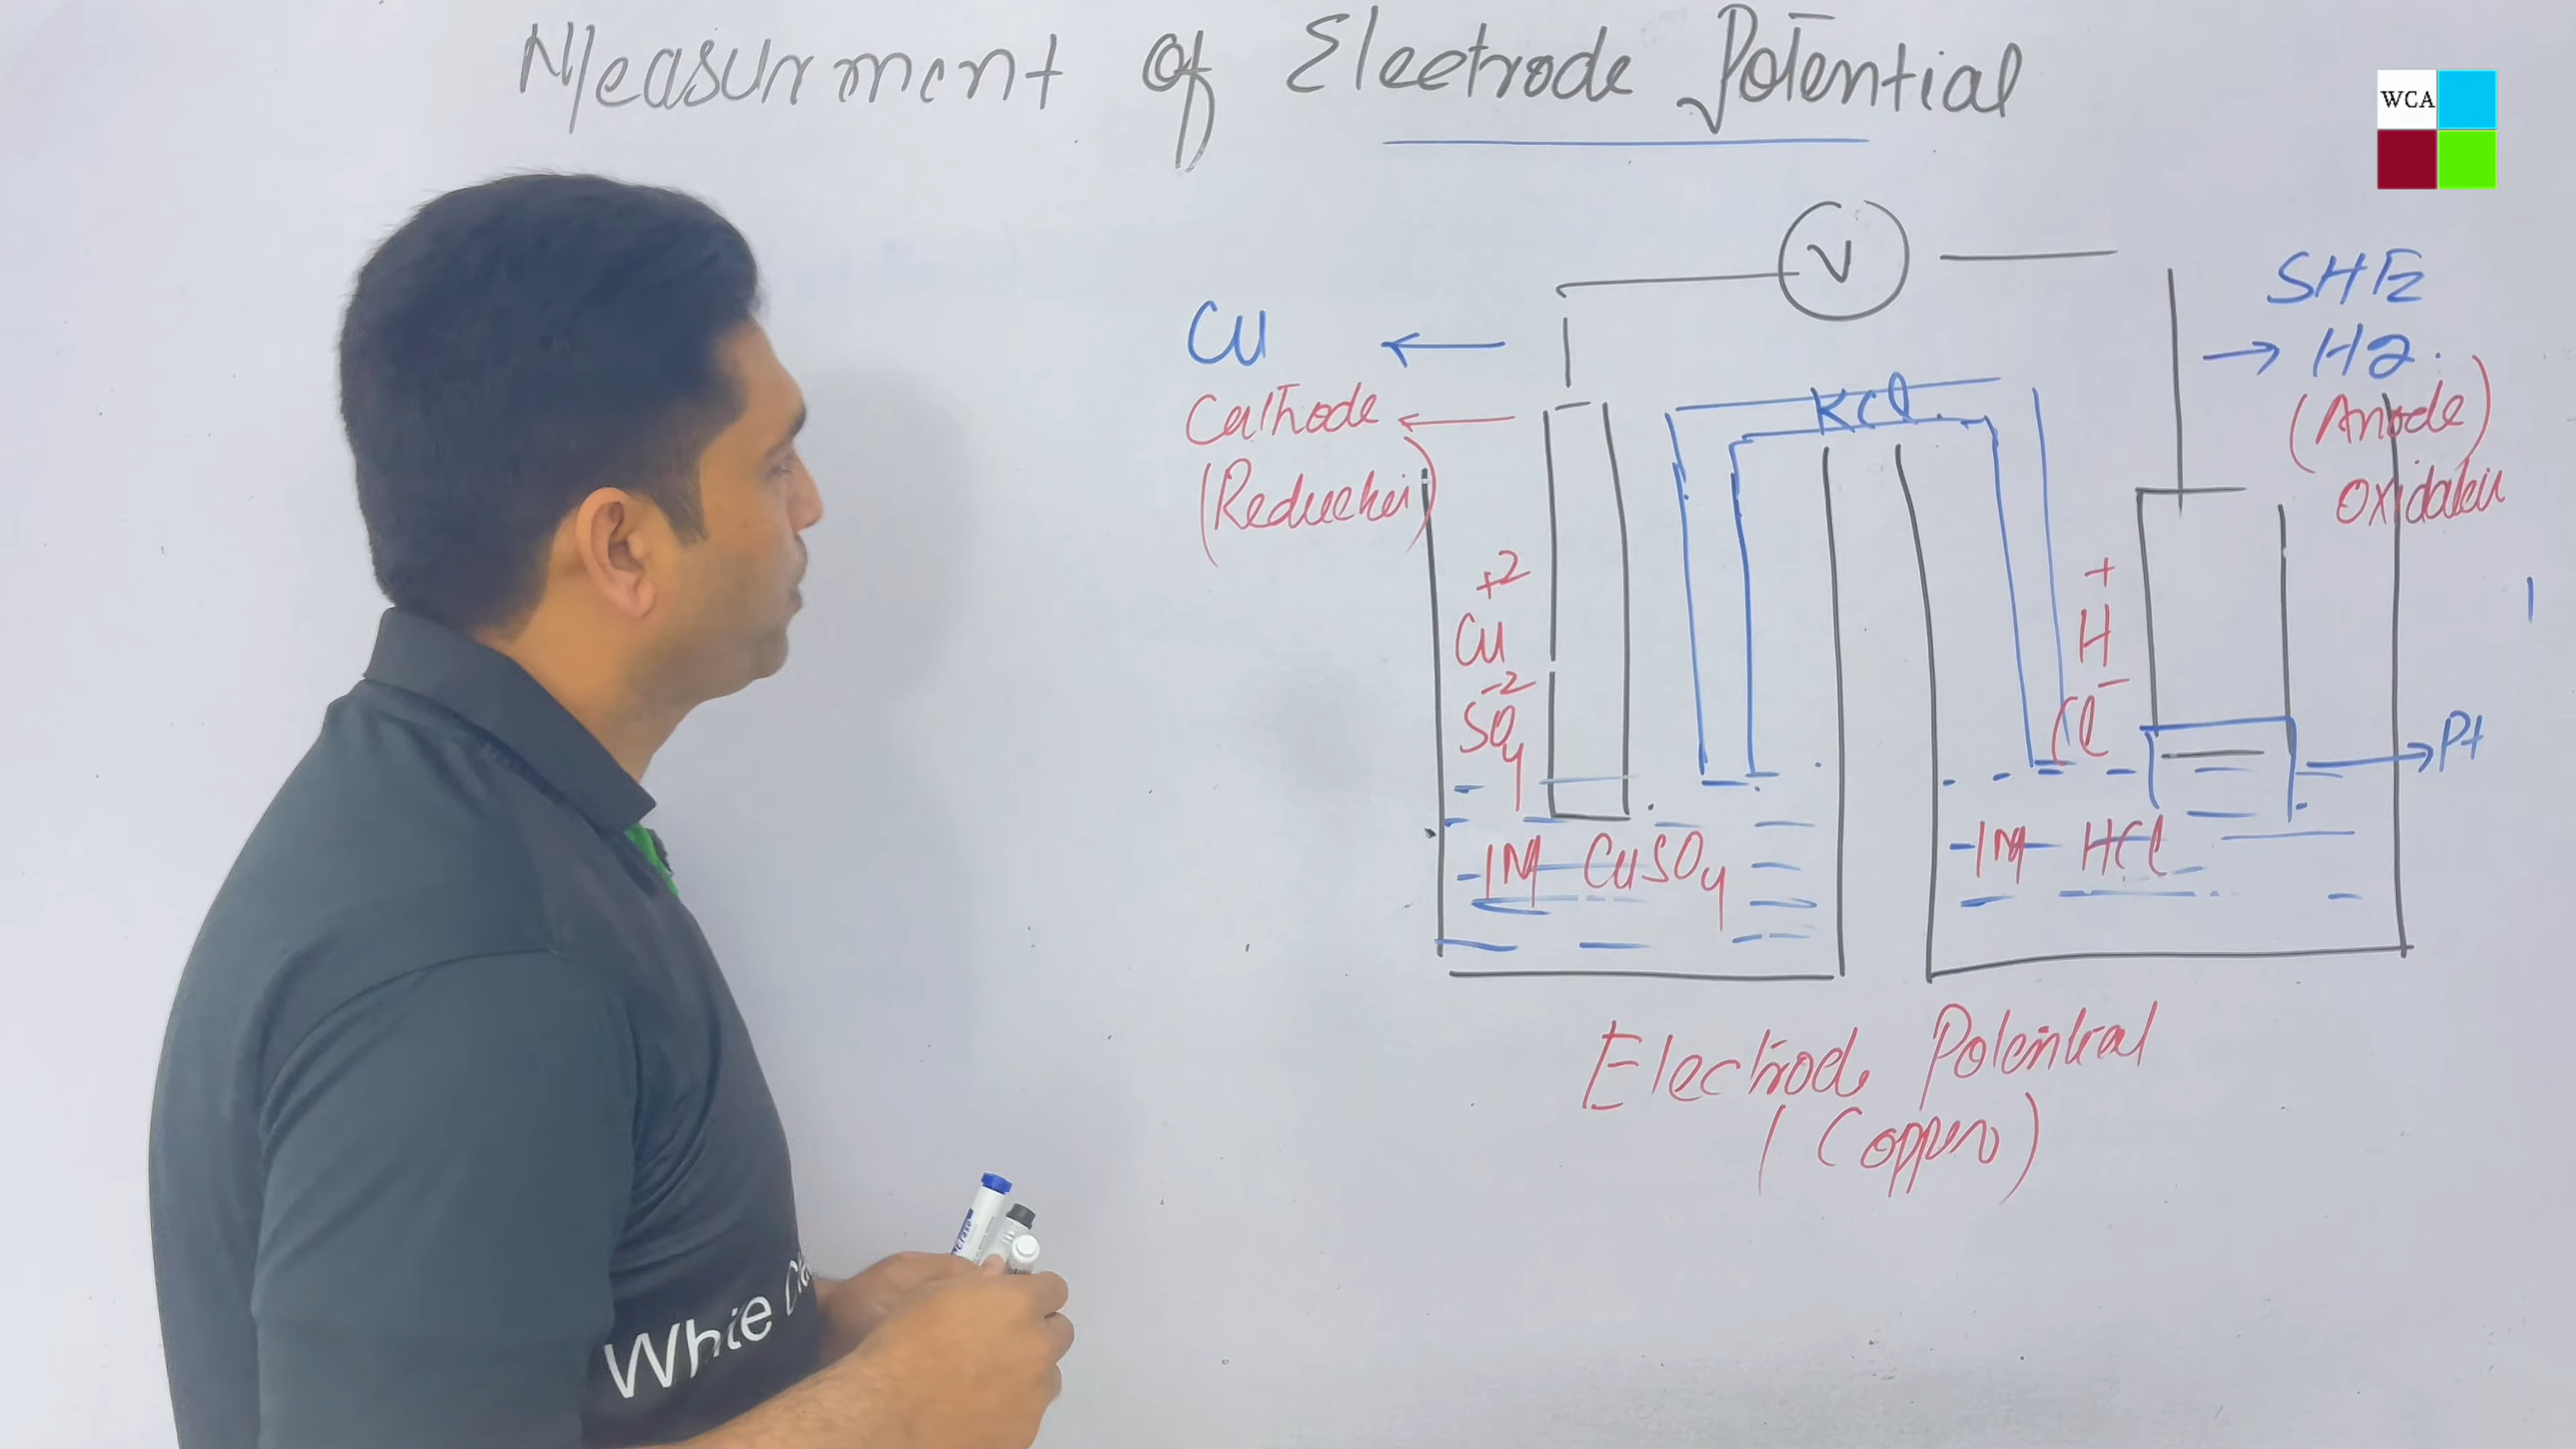 Measurment of Electrode Potential
WCA
V
SHE
Cu
H2
KCl
Cathode
(Anode)
(Reduction)
Oxidation
+2
Cu
-2
SO4
+
H
-
Cl
Pt
1M CuSO4
1M HCl
Electrode Potential
(Copper)
White